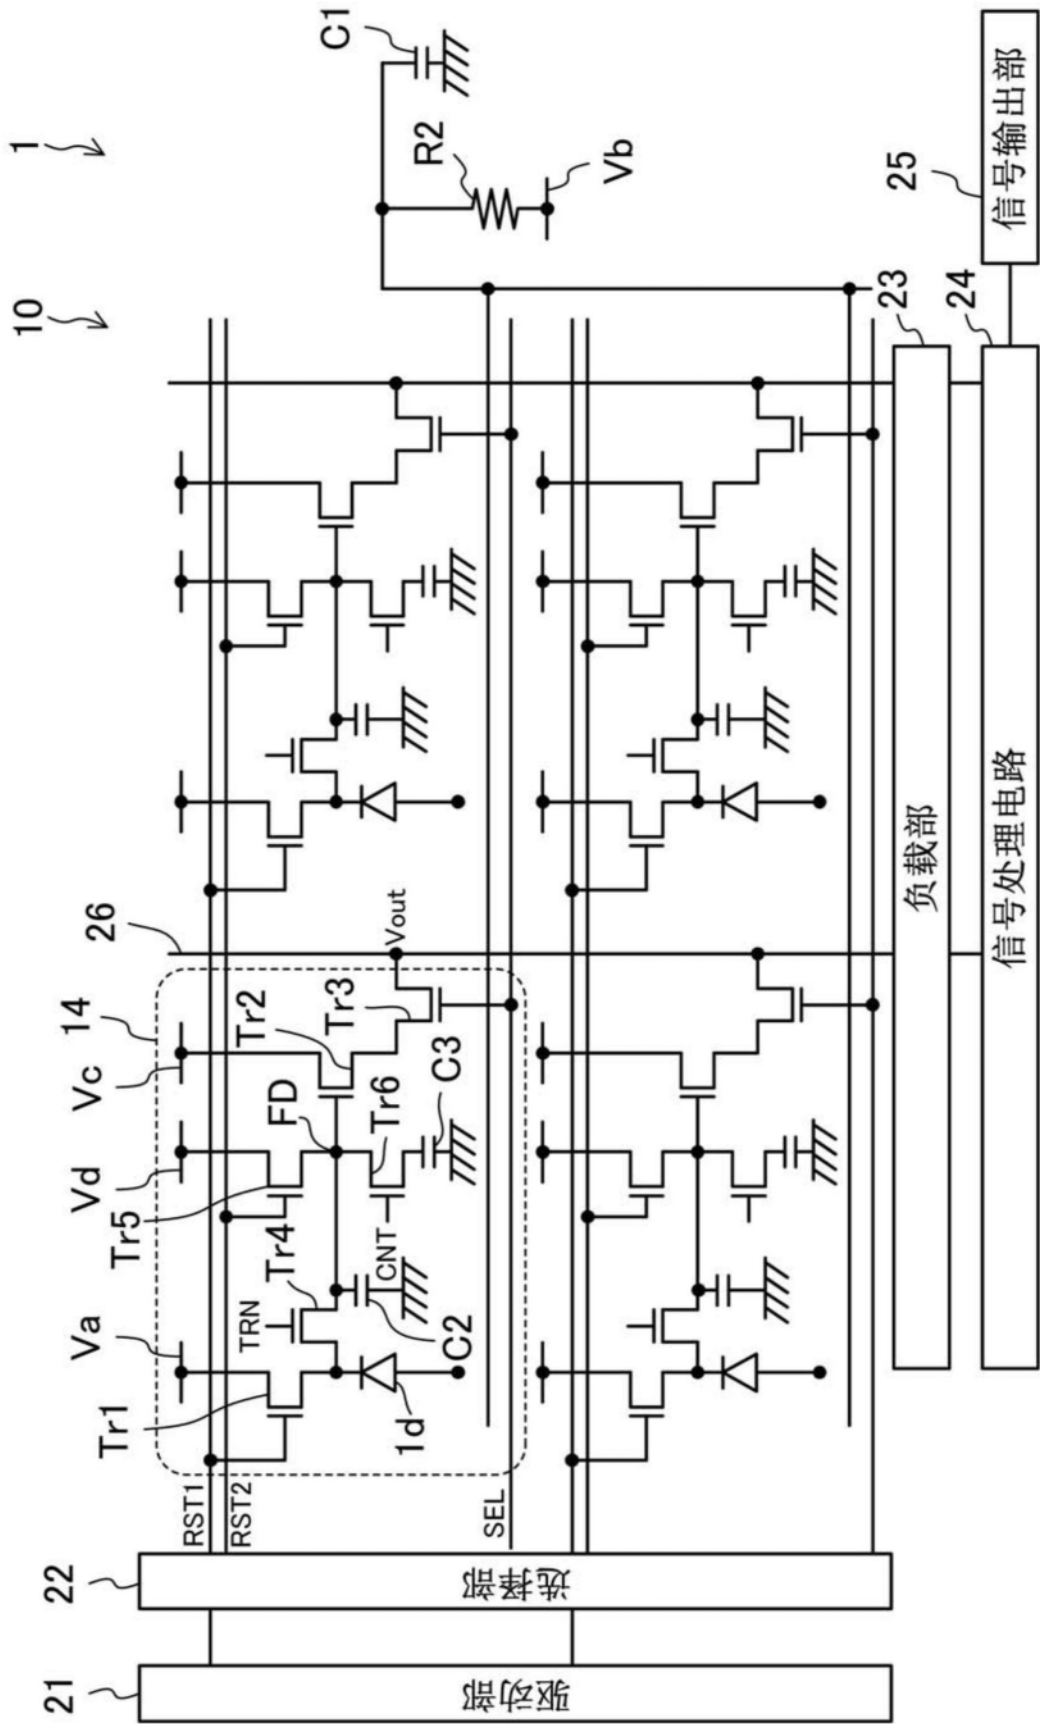 1
10
C1
R2
Vb
26
14
Vc
Vd
Va
Tr5
Tr1
Tr2
Tr3
FD
Tr6
C3
Tr4
TRN
CNT
C2
1d
Vout
RST1
RST2
SEL
22
选择部
21
驱动部
23
负载部
24
信号处理电路
25
信号输出部